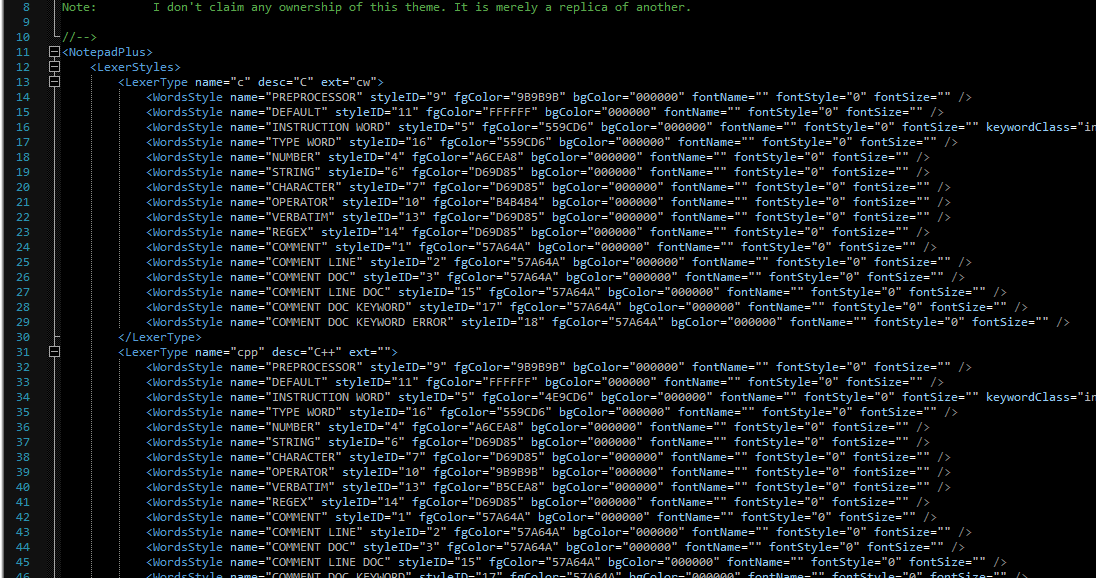 8 Note: I don't claim any ownership of this theme. It is merely a replica of another.
9
10 //-->
11 <NotepadPlus>
12 <LexerStyles>
13 <LexerType name="c" desc="C" ext="cw">
14 <WordsStyle name="PREPROCESSOR" styleID="9" fgColor="9B9B9B" bgColor="000000" fontName="" fontStyle="0" fontSize="" />
15 <WordsStyle name="DEFAULT" styleID="11" fgColor="FFFFFF" bgColor="000000" fontName="" fontStyle="0" fontSize="" />
16 <WordsStyle name="INSTRUCTION WORD" styleID="5" fgColor="559CD6" bgColor="000000" fontName="" fontStyle="0" fontSize="" keywordClass="in
17 <WordsStyle name="TYPE WORD" styleID="16" fgColor="559CD6" bgColor="000000" fontName="" fontStyle="0" fontSize="" />
18 <WordsStyle name="NUMBER" styleID="4" fgColor="A6CEA8" bgColor="000000" fontName="" fontStyle="0" fontSize="" />
19 <WordsStyle name="STRING" styleID="6" fgColor="D69D85" bgColor="000000" fontName="" fontStyle="0" fontSize="" />
20 <WordsStyle name="CHARACTER" styleID="7" fgColor="D69D85" bgColor="000000" fontName="" fontStyle="0" fontSize="" />
21 <WordsStyle name="OPERATOR" styleID="10" fgColor="B4B4B4" bgColor="000000" fontName="" fontStyle="0" fontSize="" />
22 <WordsStyle name="VERBATIM" styleID="13" fgColor="D69D85" bgColor="000000" fontName="" fontStyle="0" fontSize="" />
23 <WordsStyle name="REGEX" styleID="14" fgColor="D69D85" bgColor="000000" fontName="" fontStyle="0" fontSize="" />
24 <WordsStyle name="COMMENT" styleID="1" fgColor="57A64A" bgColor="000000" fontName="" fontStyle="0" fontSize="" />
25 <WordsStyle name="COMMENT LINE" styleID="2" fgColor="57A64A" bgColor="000000" fontName="" fontStyle="0" fontSize="" />
26 <WordsStyle name="COMMENT DOC" styleID="3" fgColor="57A64A" bgColor="000000" fontName="" fontStyle="0" fontSize="" />
27 <WordsStyle name="COMMENT LINE DOC" styleID="15" fgColor="57A64A" bgColor="000000" fontName="" fontStyle="0" fontSize="" />
28 <WordsStyle name="COMMENT DOC KEYWORD" styleID="17" fgColor="57A64A" bgColor="000000" fontName="" fontStyle="0" fontSize="" />
29 <WordsStyle name="COMMENT DOC KEYWORD ERROR" styleID="18" fgColor="57A64A" bgColor="000000" fontName="" fontStyle="0" fontSize="" />
30 </LexerType>
31 <LexerType name="cpp" desc="C++" ext="">
32 <WordsStyle name="PREPROCESSOR" styleID="9" fgColor="9B9B9B" bgColor="000000" fontName="" fontStyle="0" fontSize="" />
33 <WordsStyle name="DEFAULT" styleID="11" fgColor="FFFFFF" bgColor="000000" fontName="" fontStyle="0" fontSize="" />
34 <WordsStyle name="INSTRUCTION WORD" styleID="5" fgColor="4E9CD6" bgColor="000000" fontName="" fontStyle="0" fontSize="" keywordClass="in
35 <WordsStyle name="TYPE WORD" styleID="16" fgColor="559CD6" bgColor="000000" fontName="" fontStyle="0" fontSize="" />
36 <WordsStyle name="NUMBER" styleID="4" fgColor="A6CEA8" bgColor="000000" fontName="" fontStyle="0" fontSize="" />
37 <WordsStyle name="STRING" styleID="6" fgColor="D69D85" bgColor="000000" fontName="" fontStyle="0" fontSize="" />
38 <WordsStyle name="CHARACTER" styleID="7" fgColor="D69D85" bgColor="000000" fontName="" fontStyle="0" fontSize="" />
39 <WordsStyle name="OPERATOR" styleID="10" fgColor="9B9B9B" bgColor="000000" fontName="" fontStyle="0" fontSize="" />
40 <WordsStyle name="VERBATIM" styleID="13" fgColor="B5CEA8" bgColor="000000" fontName="" fontStyle="0" fontSize="" />
41 <WordsStyle name="REGEX" styleID="14" fgColor="D69D85" bgColor="000000" fontName="" fontStyle="0" fontSize="" />
42 <WordsStyle name="COMMENT" styleID="1" fgColor="57A64A" bgColor="000000" fontName="" fontStyle="0" fontSize="" />
43 <WordsStyle name="COMMENT LINE" styleID="2" fgColor="57A64A" bgColor="000000" fontName="" fontStyle="0" fontSize="" />
44 <WordsStyle name="COMMENT DOC" styleID="3" fgColor="57A64A" bgColor="000000" fontName="" fontStyle="0" fontSize="" />
45 <WordsStyle name="COMMENT LINE DOC" styleID="15" fgColor="57A64A" bgColor="000000" fontName="" fontStyle="0" fontSize="" />
46 <WordsStyle name="COMMENT DOC KEYWORD" styleID="17" fgColor="57A64A" bgColor="000000" fontName="" fontStyle="0" fontSize="" />